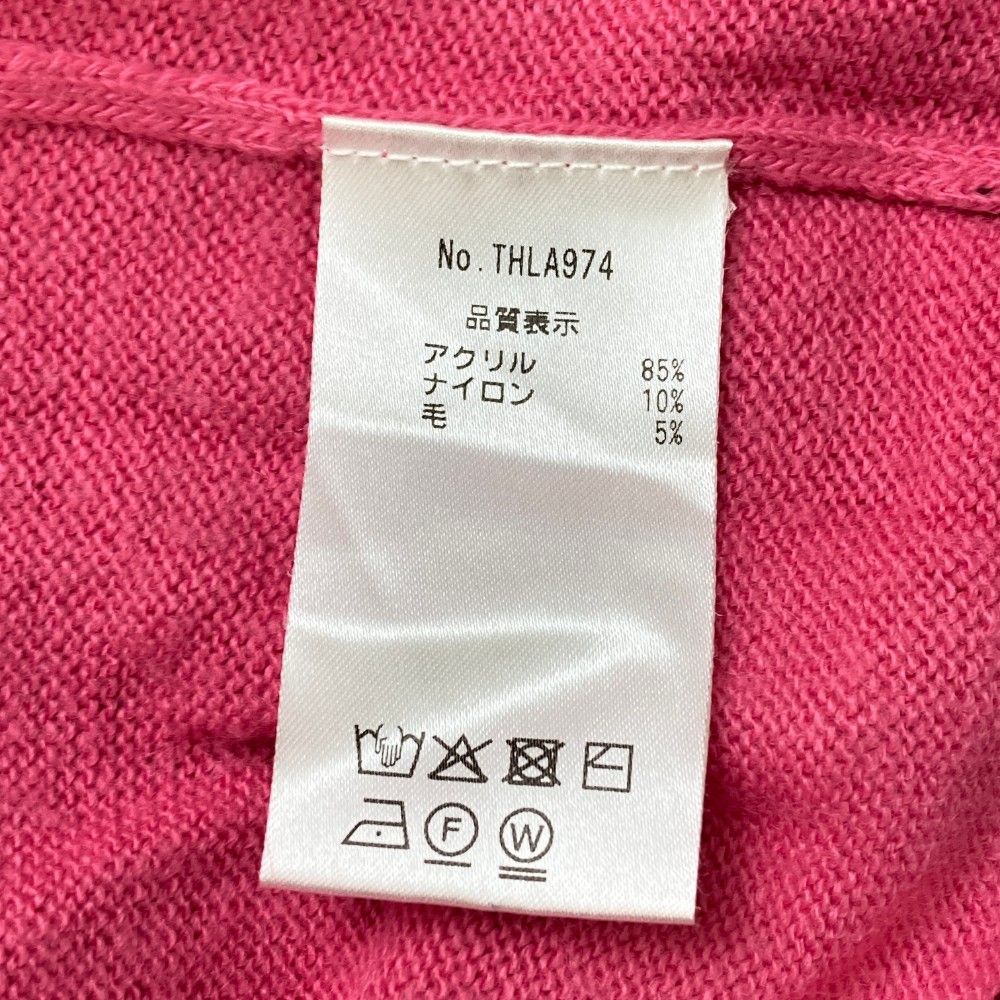 No.THLA974
品質表示
アクリル 85%
ナイロン 10%
毛 5%
F W